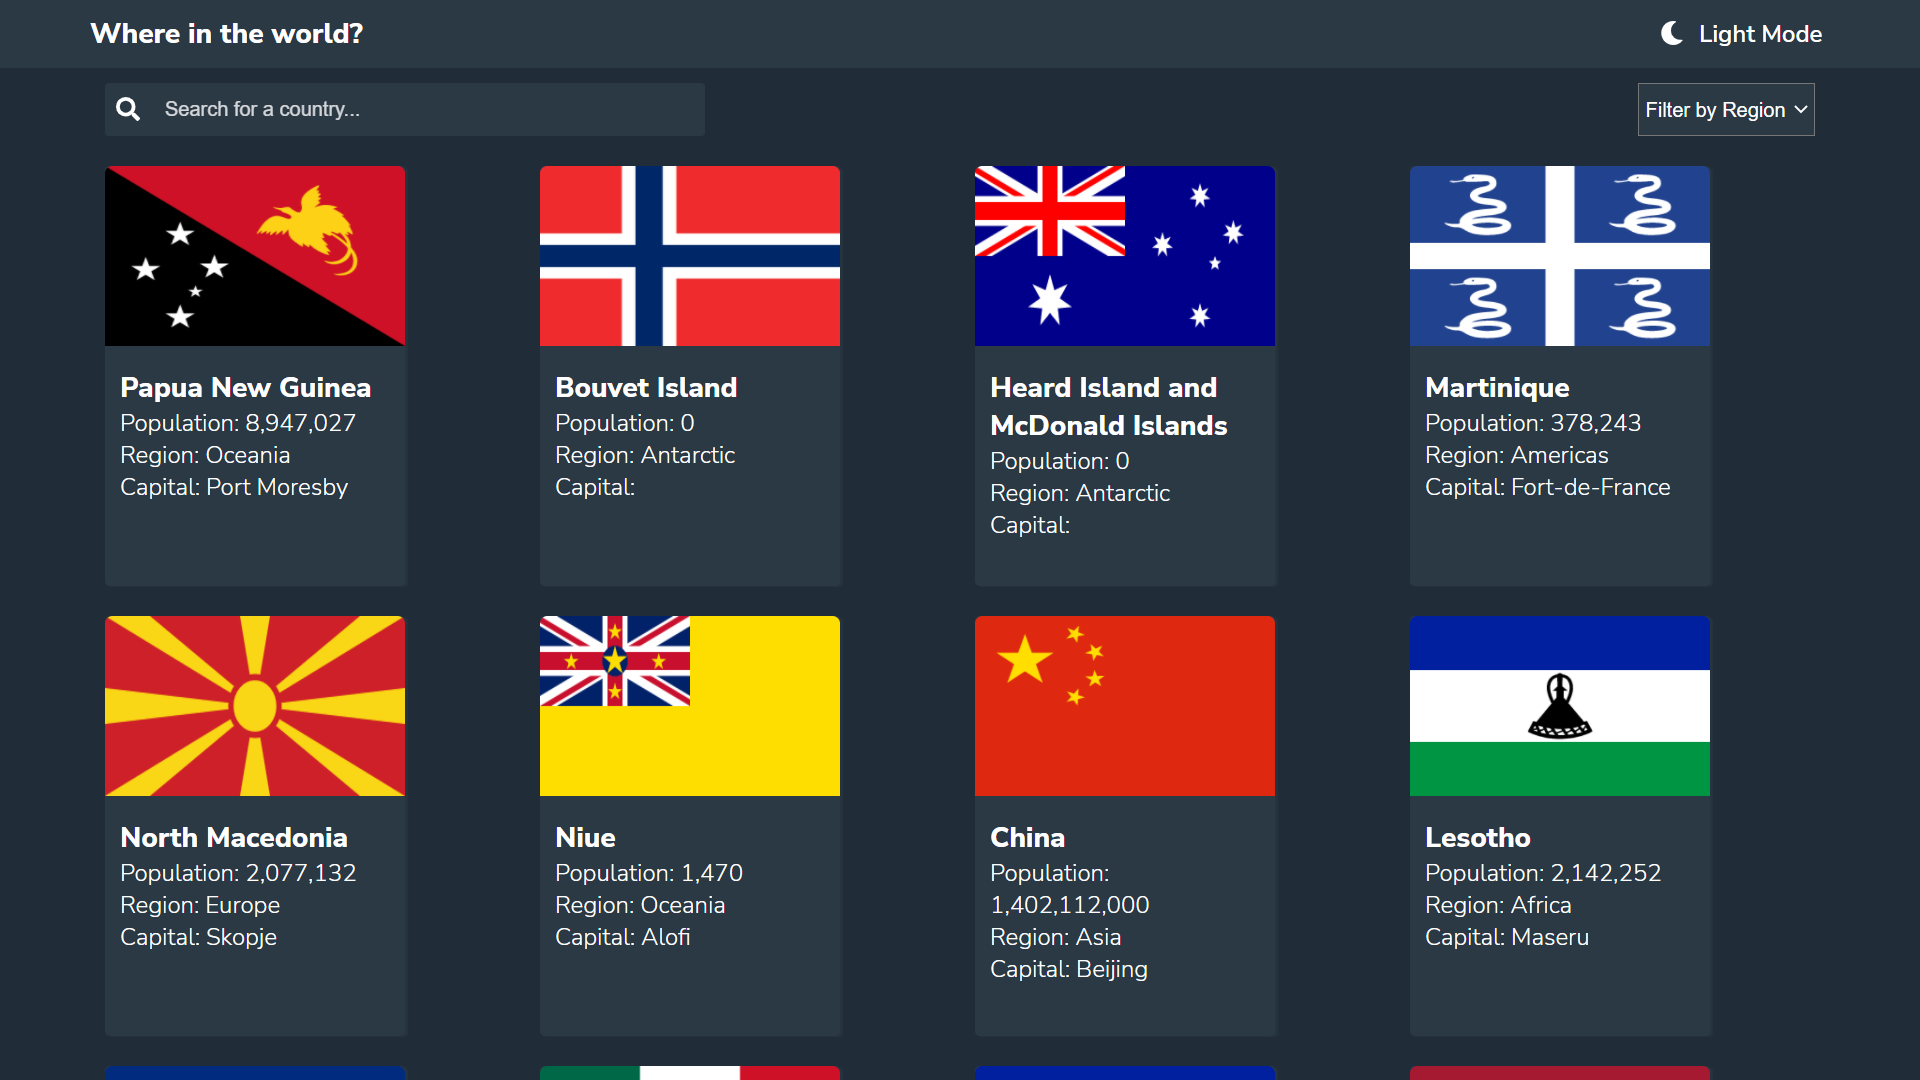 Where in the world?
Light Mode
Search for a country...
Filter by Region
Papua New Guinea
Population: 8,947,027
Region: Oceania
Capital: Port Moresby
Bouvet Island
Population: 0
Region: Antarctic
Capital:
Heard Island and
McDonald Islands
Population: 0
Region: Antarctic
Capital:
Martinique
Population: 378,243
Region: Americas
Capital: Fort-de-France
North Macedonia
Population: 2,077,132
Region: Europe
Capital: Skopje
Niue
Population: 1,470
Region: Oceania
Capital: Alofi
China
Population:
1,402,112,000
Region: Asia
Capital: Beijing
Lesotho
Population: 2,142,252
Region: Africa
Capital: Maseru